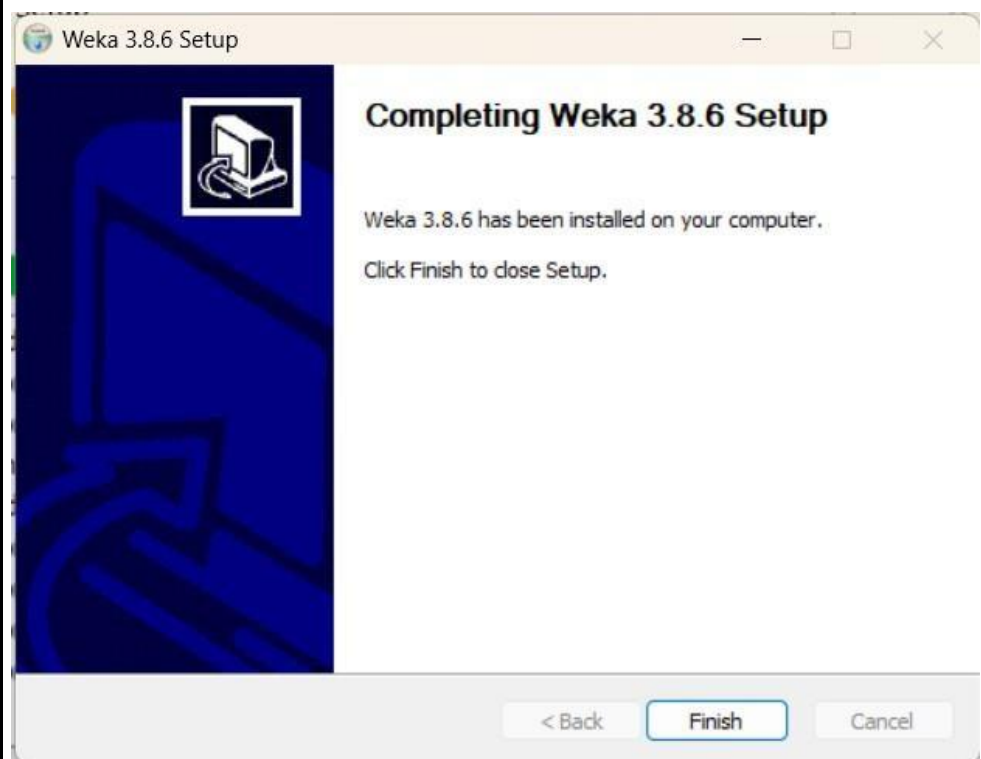 Weka 3.8.6 Setup
Completing Weka 3.8.6 Setup
Weka 3.8.6 has been installed on your computer.
Click Finish to close Setup.
< Back
Finish
Cancel